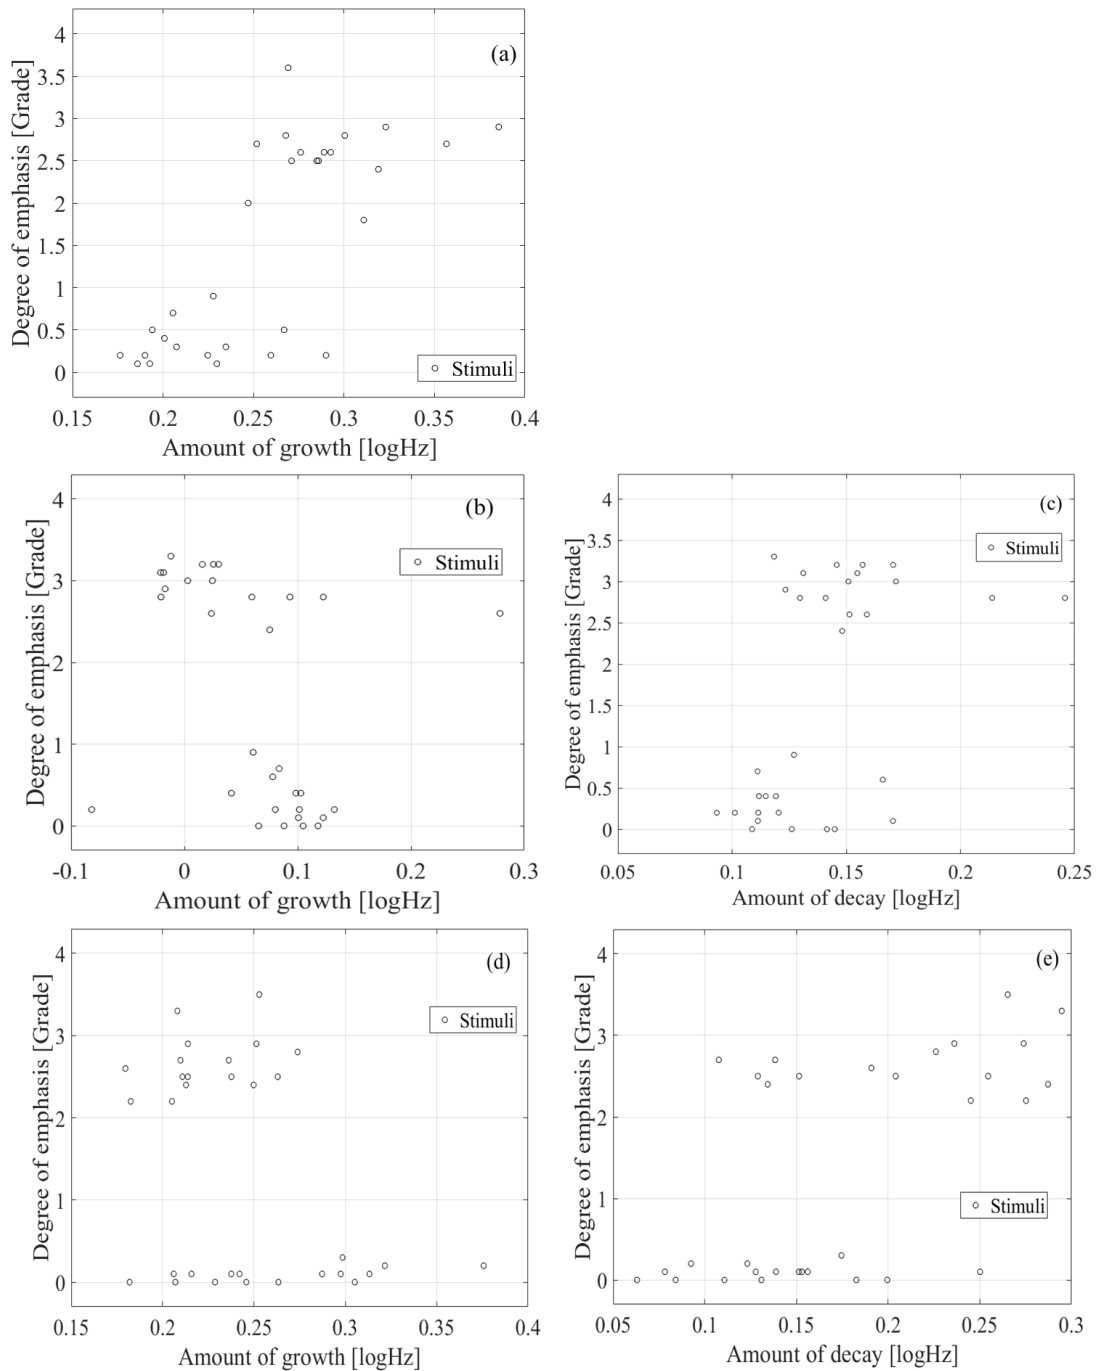 (a)
Degree of emphasis [Grade]
4
3.5
3
2.5
2
1.5
1
0.5
0
Stimuli
0.15 0.2 0.25 0.3 0.35 0.4
Amount of growth [logHz]
(b)
Degree of emphasis [Grade]
4
3
2
1
0
Stimuli
-0.1 0 0.1 0.2 0.3
Amount of growth [logHz]
(c)
Degree of emphasis [Grade]
4
3.5
3
2.5
2
1.5
1
0.5
0
Stimuli
0.05 0.1 0.15 0.2 0.25
Amount of decay [logHz]
(d)
Degree of emphasis [Grade]
4
3
2
1
0
Stimuli
0.15 0.2 0.25 0.3 0.35 0.4
Amount of growth [logHz]
(e)
Degree of emphasis [Grade]
4
3
2
1
0
Stimuli
0.05 0.1 0.15 0.2 0.25 0.3
Amount of decay [logHz]